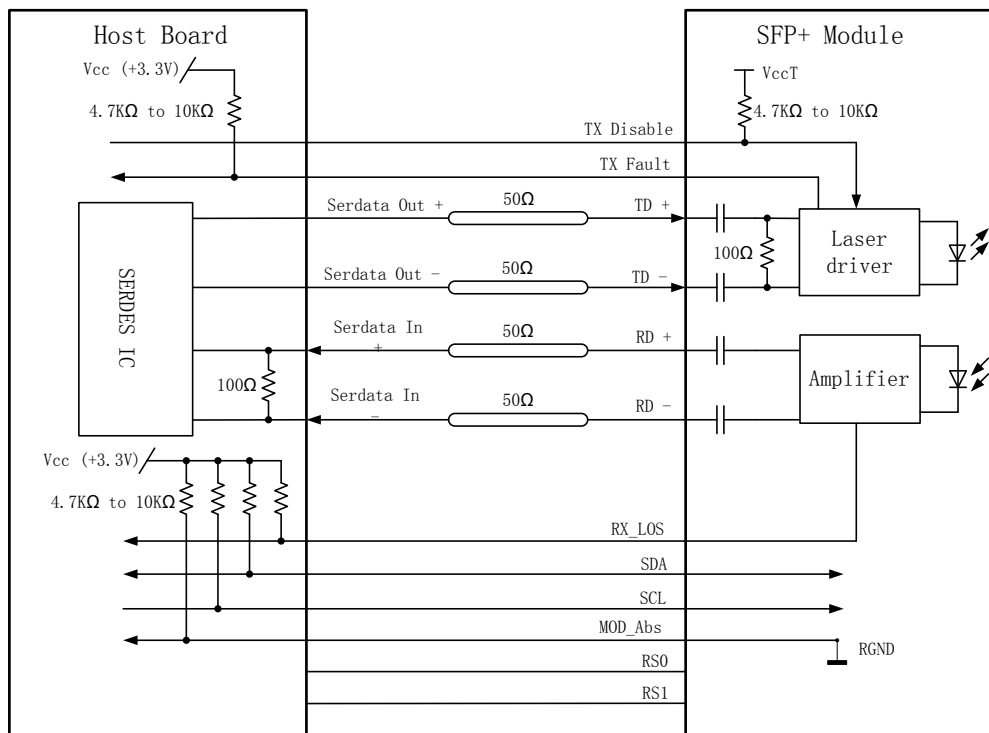 Host Board
SFP+ Module
Vcc (+3.3V)
VccT
4.7KΩ to 10KΩ
4.7KΩ to 10KΩ
TX Disable
TX Fault
Serdata Out +
50Ω
TD +
100Ω
Laser
driver
Serdata Out -
50Ω
TD -
SERDES IC
Serdata In
+
50Ω
RD +
100Ω
Amplifier
Serdata In
-
50Ω
RD -
Vcc (+3.3V)
4.7KΩ to 10KΩ
RX_LOS
SDA
SCL
MOD_Abs
RGND
RS0
RS1